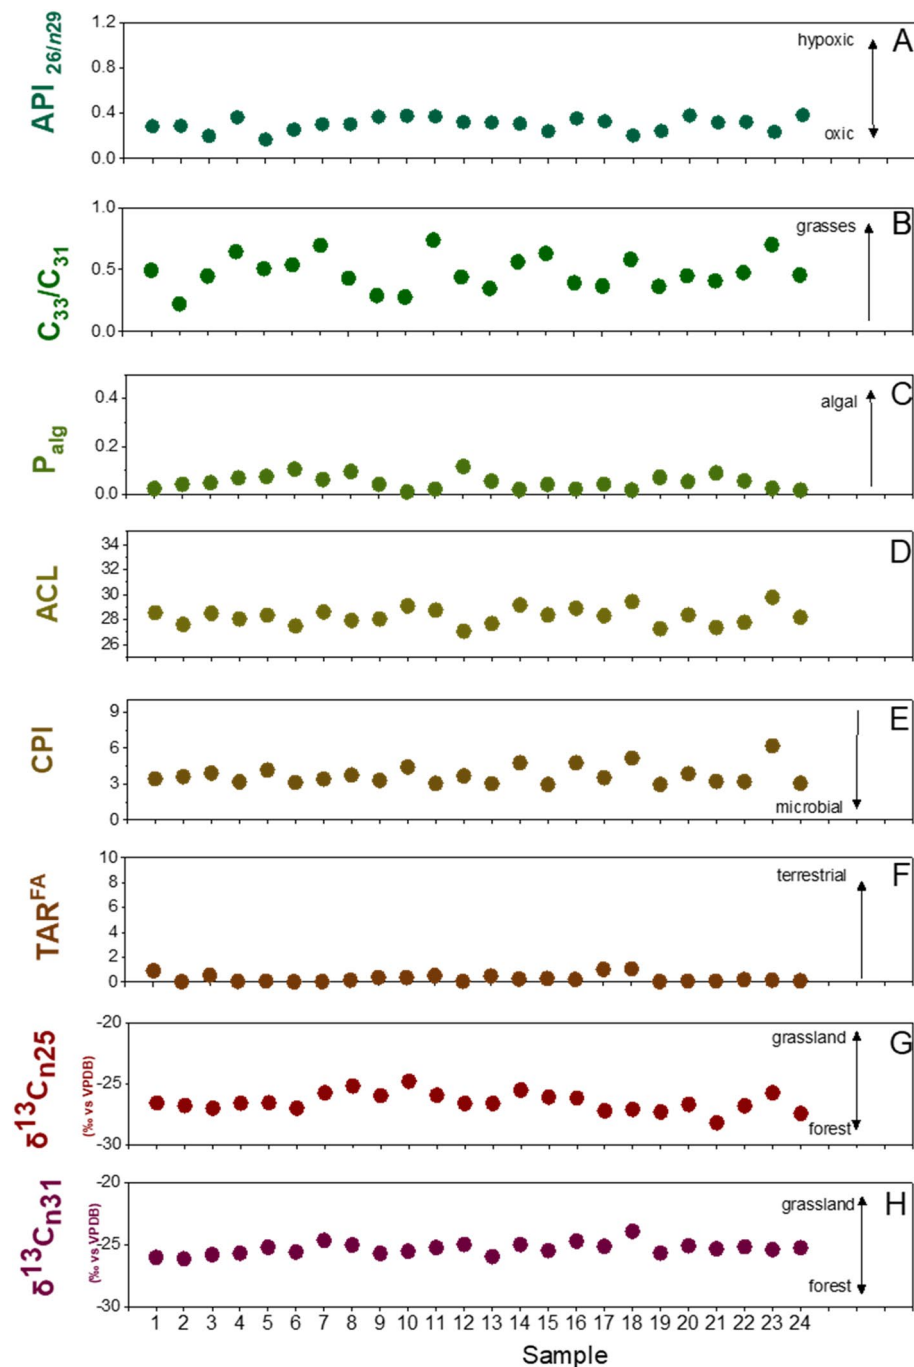 API 26/n29
1.2
0.8
0.4
0.0
hypoxic
oxic
A
C33/C31
1.0
0.5
0.0
grasses
B
Palg
0.4
0.2
0.0
algal
C
ACL
34
32
30
28
26
D
CPI
9
6
3
0
microbial
E
TAR FA
10
8
6
4
2
0
terrestrial
F
δ13Cn25
(‰ vs VPDB)
-20
-25
-30
grassland
forest
G
δ13Cn31
(‰ vs VPDB)
-20
-25
-30
grassland
forest
H
1 2 3 4 5 6 7 8 9 10 11 12 13 14 15 16 17 18 19 20 21 22 23 24
Sample